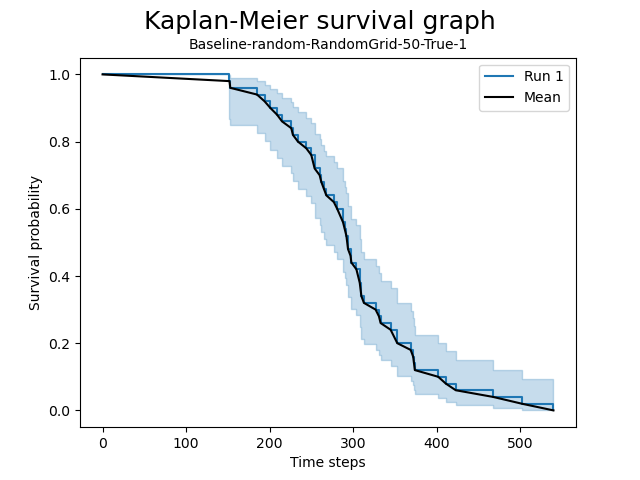 Kaplan-Meier survival graph
Baseline-random-RandomGrid-50-True-1
Run 1
Mean
Survival probability
1.0
0.8
0.6
0.4
0.2
0.0
0 100 200 300 400 500
Time steps